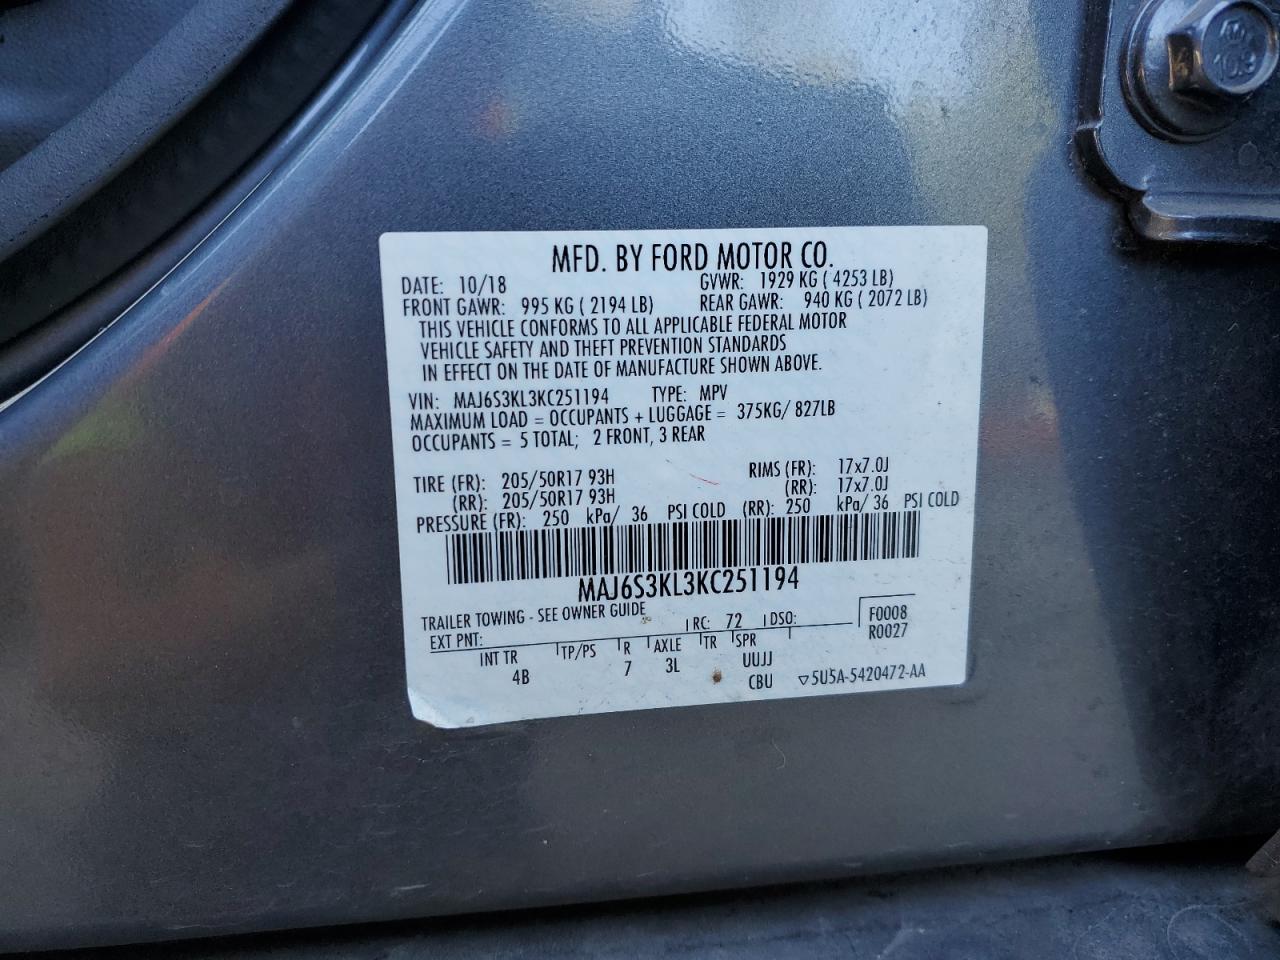 MFD. BY FORD MOTOR CO.
DATE: 10/18 GVWR: 1929 KG ( 4253 LB)
FRONT GAWR: 995 KG ( 2194 LB) REAR GAWR: 940 KG ( 2072 LB)
THIS VEHICLE CONFORMS TO ALL APPLICABLE FEDERAL MOTOR
VEHICLE SAFETY AND THEFT PREVENTION STANDARDS
IN EFFECT ON THE DATE OF MANUFACTURE SHOWN ABOVE.
VIN: MAJ6S3KL3KC251194 TYPE: MPV
MAXIMUM LOAD = OCCUPANTS + LUGGAGE = 375KG/ 827LB
OCCUPANTS = 5 TOTAL; 2 FRONT, 3 REAR
TIRE (FR): 205/50R17 93H RIMS (FR): 17x7.0J
(RR): 205/50R17 93H (RR): 17x7.0J
PRESSURE (FR): 250 kPa/ 36 PSI COLD (RR): 250 kPa/ 36 PSI COLD
MAJ6S3KL3KC251194
TRAILER TOWING - SEE OWNER GUIDE
EXT PNT: RC: 72 DSO: F0008
R0027
INT TR TP/PS R AXLE TR SPR
4B 7 3L UUJJ
CBU ▽5U5A-5420472-AA
10.9